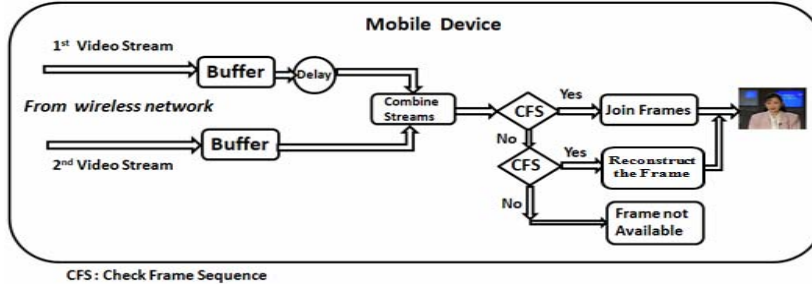 Mobile Device
1st Video Stream
Buffer
Delay
From wireless network
Combine
Streams
CFS
Yes
Join Frames
No
Buffer
2nd Video Stream
CFS
Yes
Reconstruct
the Frame
No
Frame not
Available
CFS : Check Frame Sequence